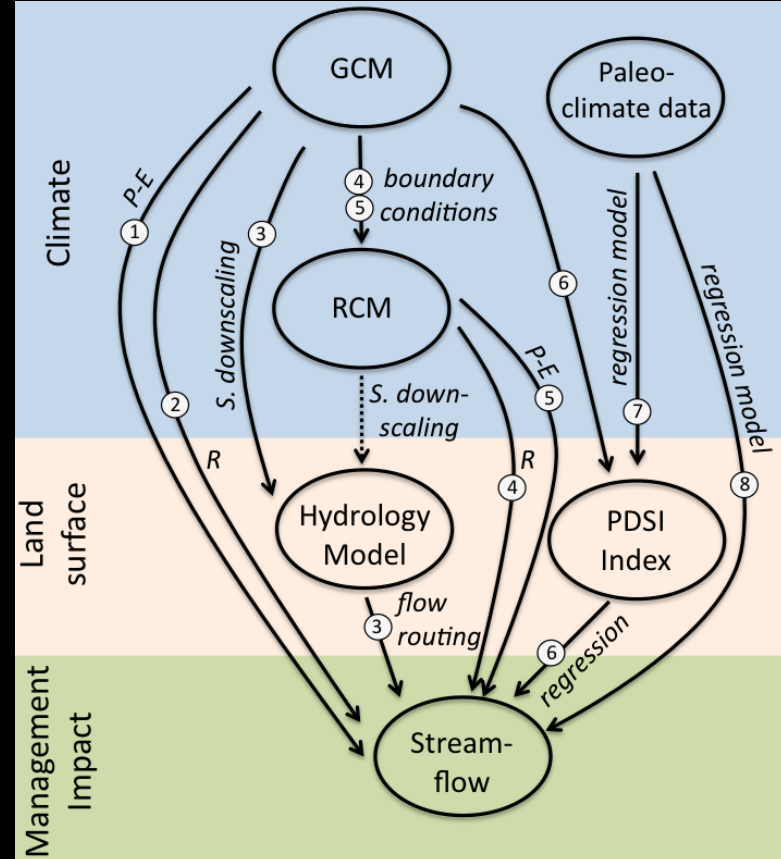 GCM
Paleo-
climate data
Climate
P-E
1
2
R
S. downscaling
3
4
5
boundary
conditions
RCM
S. down-
scaling
P-E
5
R
4
6
regression model
7
regression model
8
Land
surface
Hydrology
Model
PDSI
Index
3
flow
routing
6
regression
Management
Impact
Stream-
flow